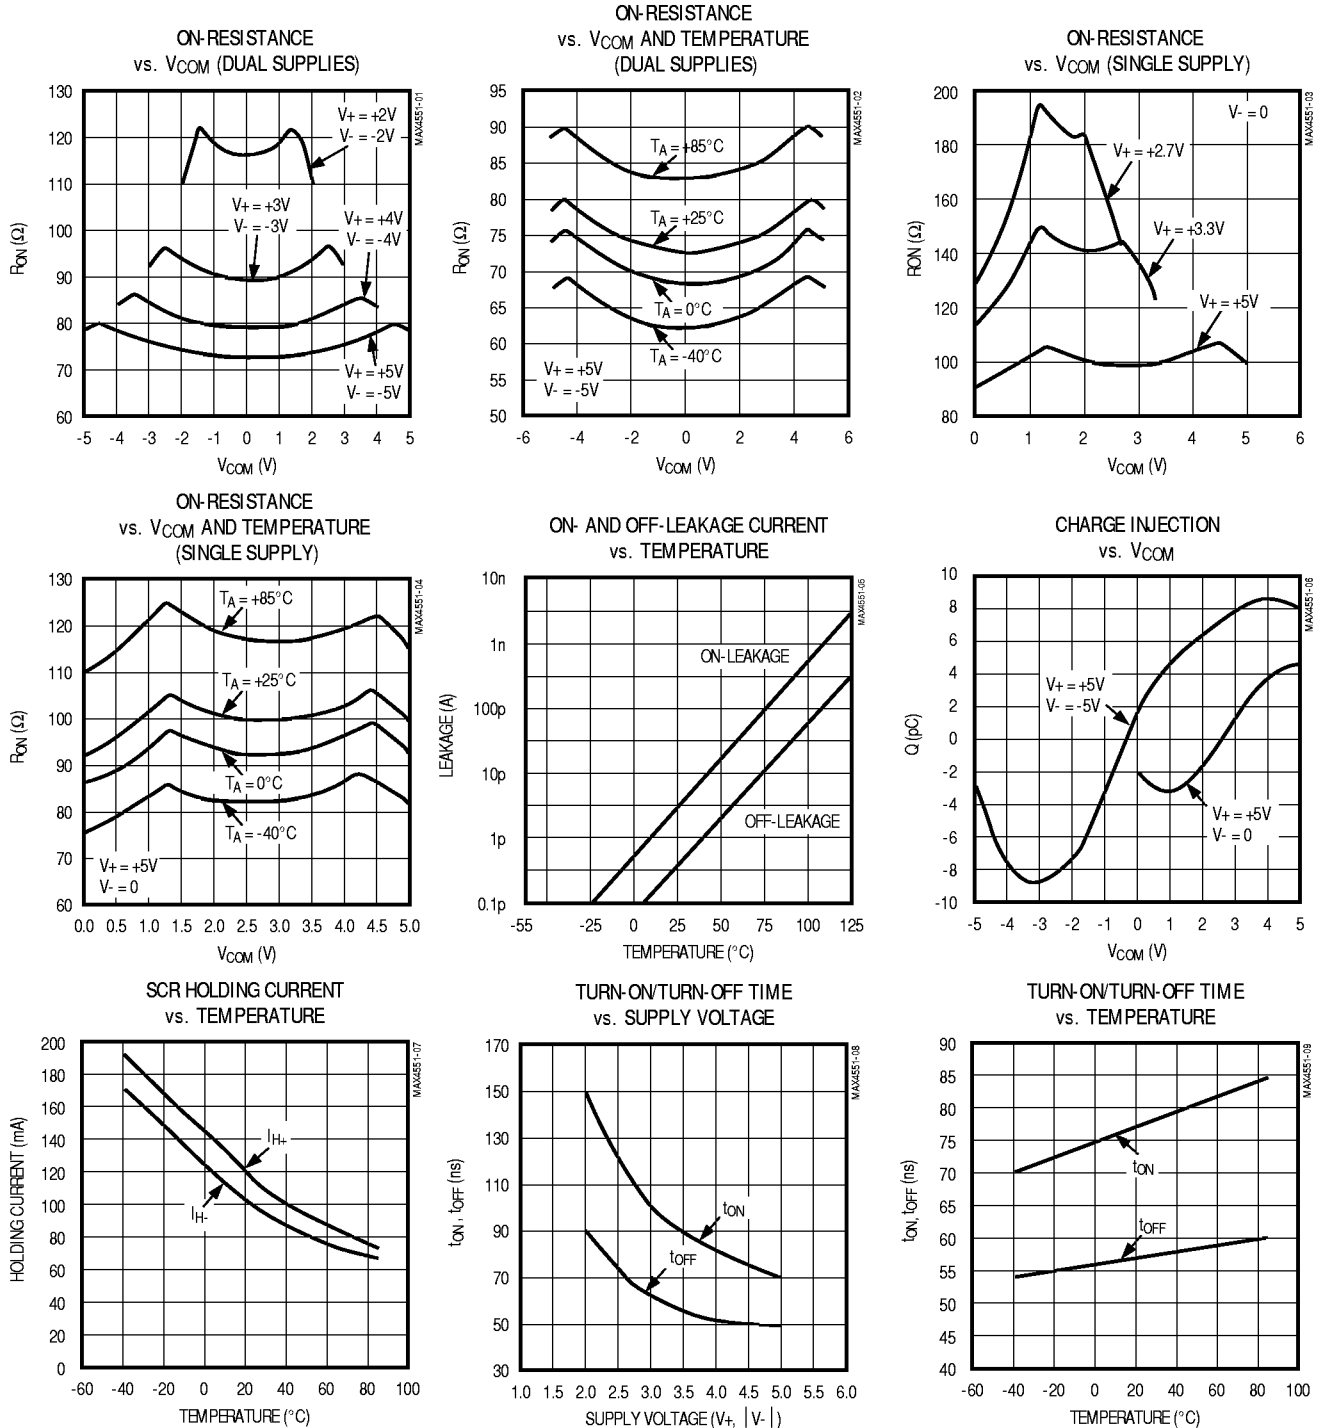 ON-RESISTANCE
vs. VCOM (DUAL SUPPLIES)
130
120
110
100
90
80
70
60
RON (Ω)
-5 -4 -3 -2 -1 0 1 2 3 4 5
VCOM (V)
V+ = +2V
V- = -2V
V+ = +3V
V- = -3V
V+ = +4V
V- = -4V
V+ = +5V
V- = -5V
MAX4551-01
ON-RESISTANCE
vs. VCOM AND TEMPERATURE
(DUAL SUPPLIES)
95
90
85
80
75
70
65
60
55
50
RON (Ω)
-6 -4 -2 0 2 4 6
VCOM (V)
TA = +85°C
TA = +25°C
TA = 0°C
TA = -40°C
V+ = +5V
V- = -5V
MAX4551-02
ON-RESISTANCE
vs. VCOM (SINGLE SUPPLY)
200
180
160
140
120
100
80
RON (Ω)
0 1 2 3 4 5 6
VCOM (V)
V- = 0
V+ = +2.7V
V+ = +3.3V
V+ = +5V
MAX4551-03
ON-RESISTANCE
vs. VCOM AND TEMPERATURE
(SINGLE SUPPLY)
130
120
110
100
90
80
70
60
RON (Ω)
0.0 0.5 1.0 1.5 2.0 2.5 3.0 3.5 4.0 4.5 5.0
VCOM (V)
TA = +85°C
TA = +25°C
TA = 0°C
TA = -40°C
V+ = +5V
V- = 0
MAX4551-04
ON- AND OFF-LEAKAGE CURRENT
vs. TEMPERATURE
10n
1n
100p
10p
1p
0.1p
LEAKAGE (A)
-55 -25 0 25 50 75 100 125
TEMPERATURE (°C)
ON-LEAKAGE
OFF-LEAKAGE
MAX4551-05
CHARGE INJECTION
vs. VCOM
10
8
6
4
2
0
-2
-4
-6
-8
-10
Q (pC)
-5 -4 -3 -2 -1 0 1 2 3 4 5
VCOM (V)
V+ = +5V
V- = -5V
V+ = +5V
V- = 0
MAX4551-06
SCR HOLDING CURRENT
vs. TEMPERATURE
200
180
160
140
120
100
80
60
40
20
0
HOLDING CURRENT (mA)
-60 -40 -20 0 20 40 60 80 100
TEMPERATURE (°C)
IH+
IH-
MAX4551-07
TURN-ON/TURN-OFF TIME
vs. SUPPLY VOLTAGE
170
150
130
110
90
70
50
30
tON, tOFF (ns)
1.0 1.5 2.0 2.5 3.0 3.5 4.0 4.5 5.0 5.5 6.0
SUPPLY VOLTAGE (V+, |V-|)
tON
tOFF
MAX4551-08
TURN-ON/TURN-OFF TIME
vs. TEMPERATURE
90
85
80
75
70
65
60
55
50
45
40
tON, tOFF (ns)
-60 -40 -20 0 20 40 60 80 100
TEMPERATURE (°C)
tON
tOFF
MAX4551-09